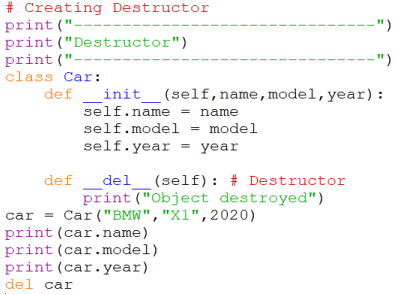 # Creating Destructor
print("-------------------------------")
print("Destructor")
print("-------------------------------")
class Car:
    def __init__(self,name,model,year):
        self.name = name
        self.model = model
        self.year = year
    def __del__(self): # Destructor
        print("Object destroyed")
car = Car("BMW","X1",2020)
print(car.name)
print(car.model)
print(car.year)
del car